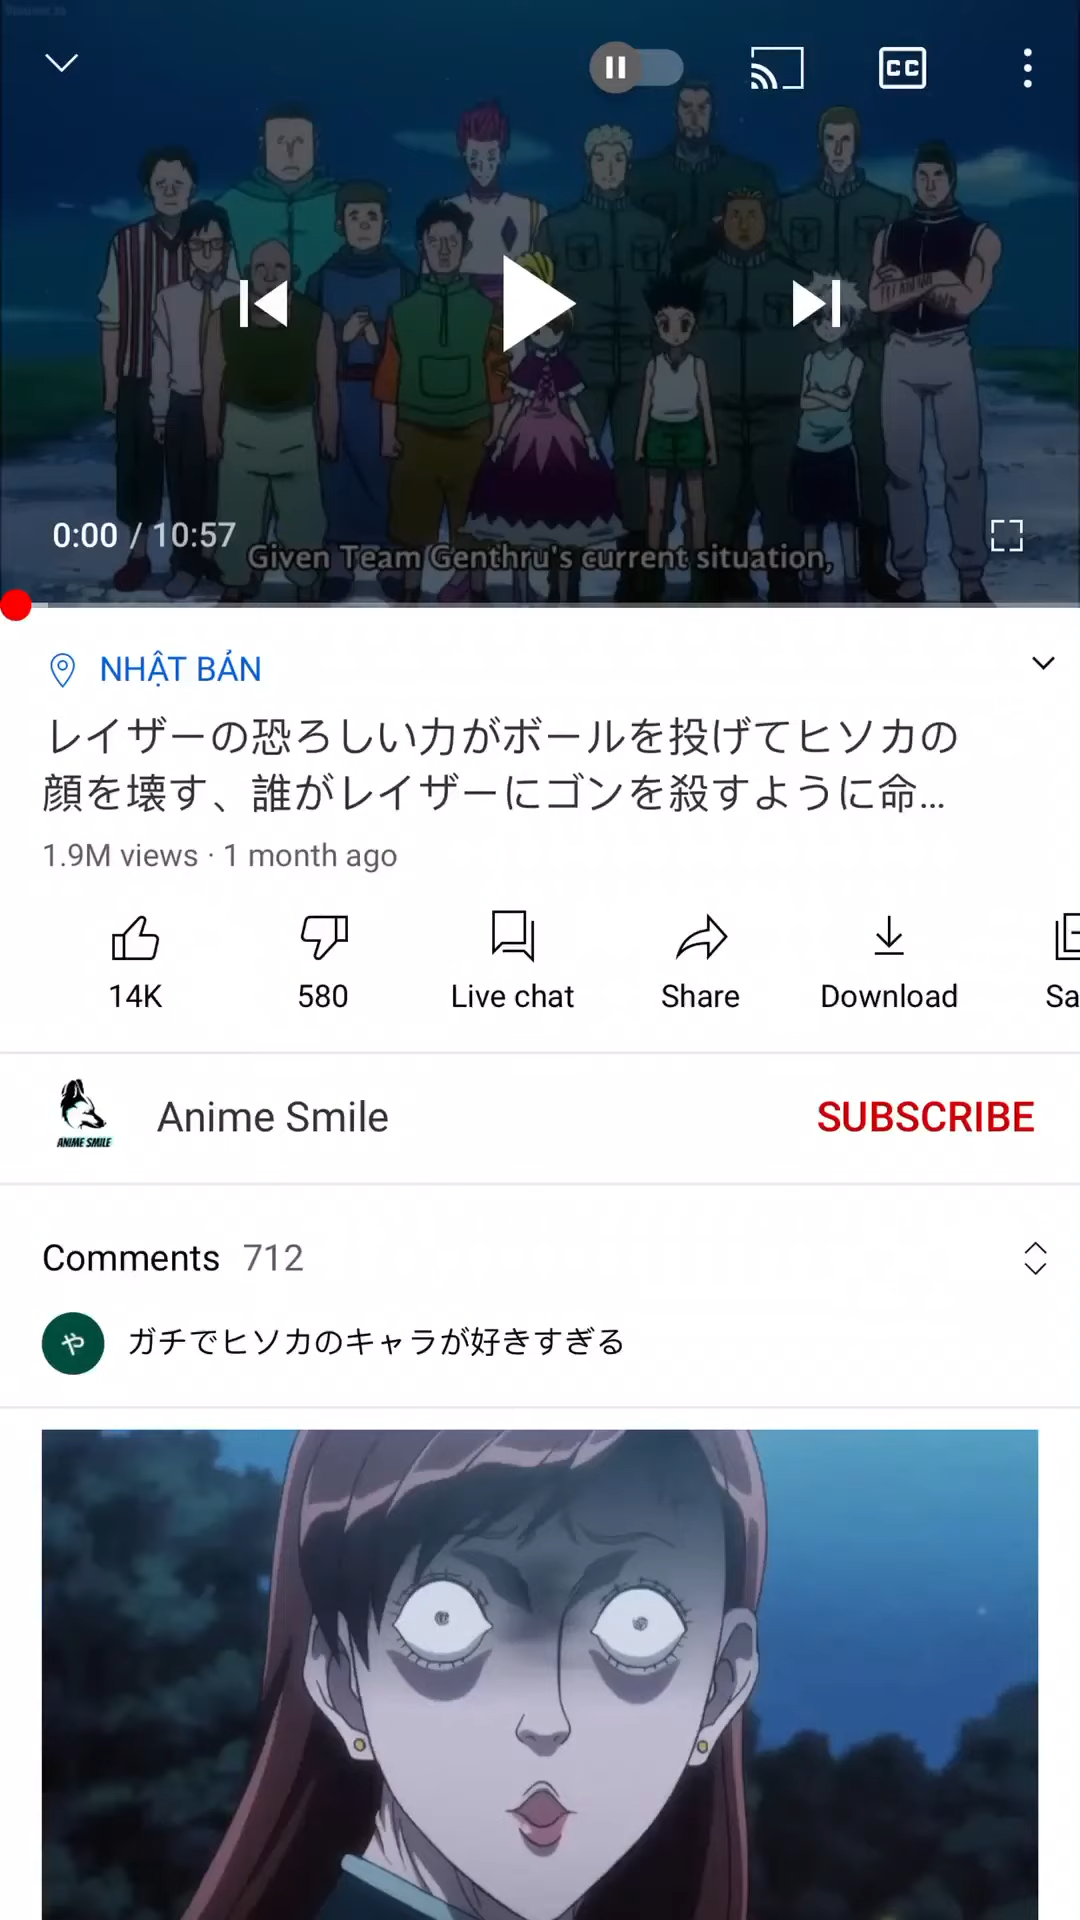 CC
0:00 / 10:57
Given Team Genthru's current situation,
NHẬT BẢN
レイザーの恐ろしい力がボールを投げてヒソカの
顔を壊す、誰がレイザーにゴンを殺すように命...
1.9M views · 1 month ago
14K
580
Live chat
Share
Download
Sa
ANIME SMILE
Anime Smile
SUBSCRIBE
Comments 712
や
ガチでヒソカのキャラが好きすぎる